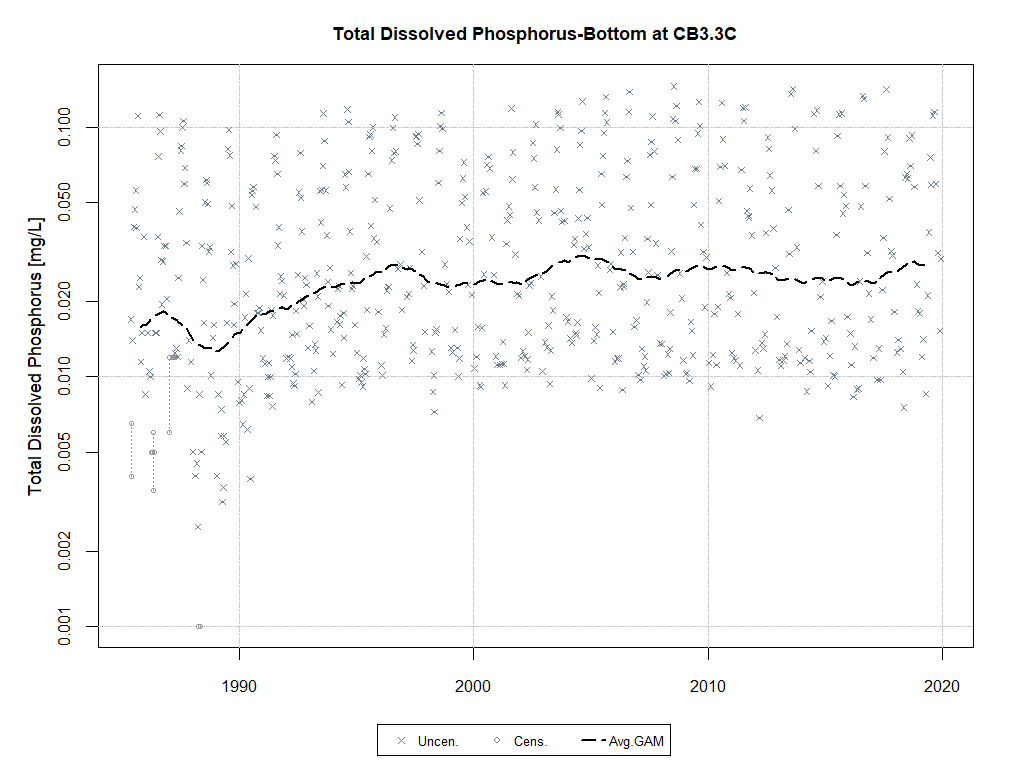 Total Dissolved Phosphorus-Bottom at CB3.3C
Total Dissolved Phosphorus [mg/L]
0.100
0.050
0.020
0.010
0.005
0.002
0.001
1990 2000 2010 2020
Uncen. Cens. Avg.GAM